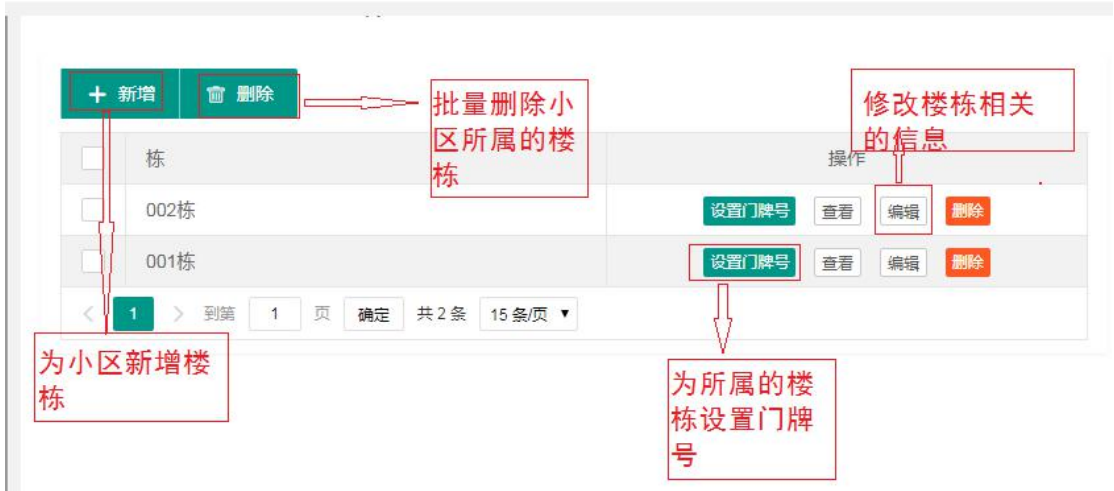 新增 删除
批量删除小
区所属的楼
栋
修改楼栋相关
的信息
栋 操作
002栋 设置门牌号 查看 编辑 删除
001栋 设置门牌号 查看 编辑 删除
1 到第 1 页 确定 共 2 条 15 条/页
为小区新增楼
栋
为所属的楼
栋设置门牌
号